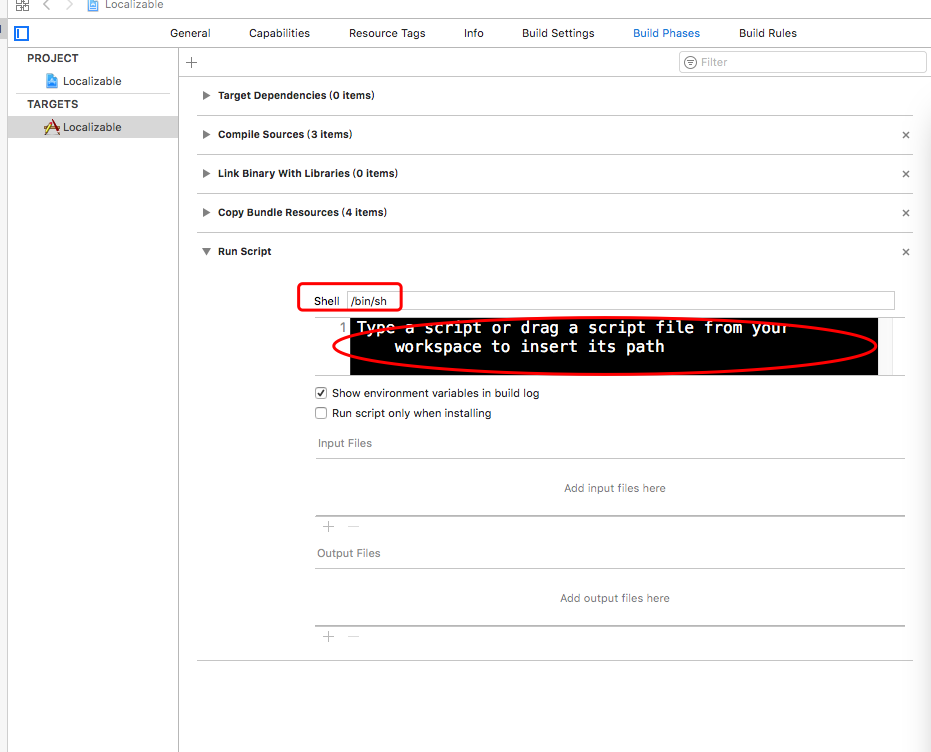 Localizable
General Capabilities Resource Tags Info Build Settings Build Phases Build Rules
PROJECT
Localizable
TARGETS
Localizable
Filter
Target Dependencies (0 items)
Compile Sources (3 items)
Link Binary With Libraries (0 items)
Copy Bundle Resources (4 items)
Run Script
Shell /bin/sh
1 Type a script or drag a script file from your
workspace to insert its path
Show environment variables in build log
Run script only when installing
Input Files
Add input files here
Output Files
Add output files here